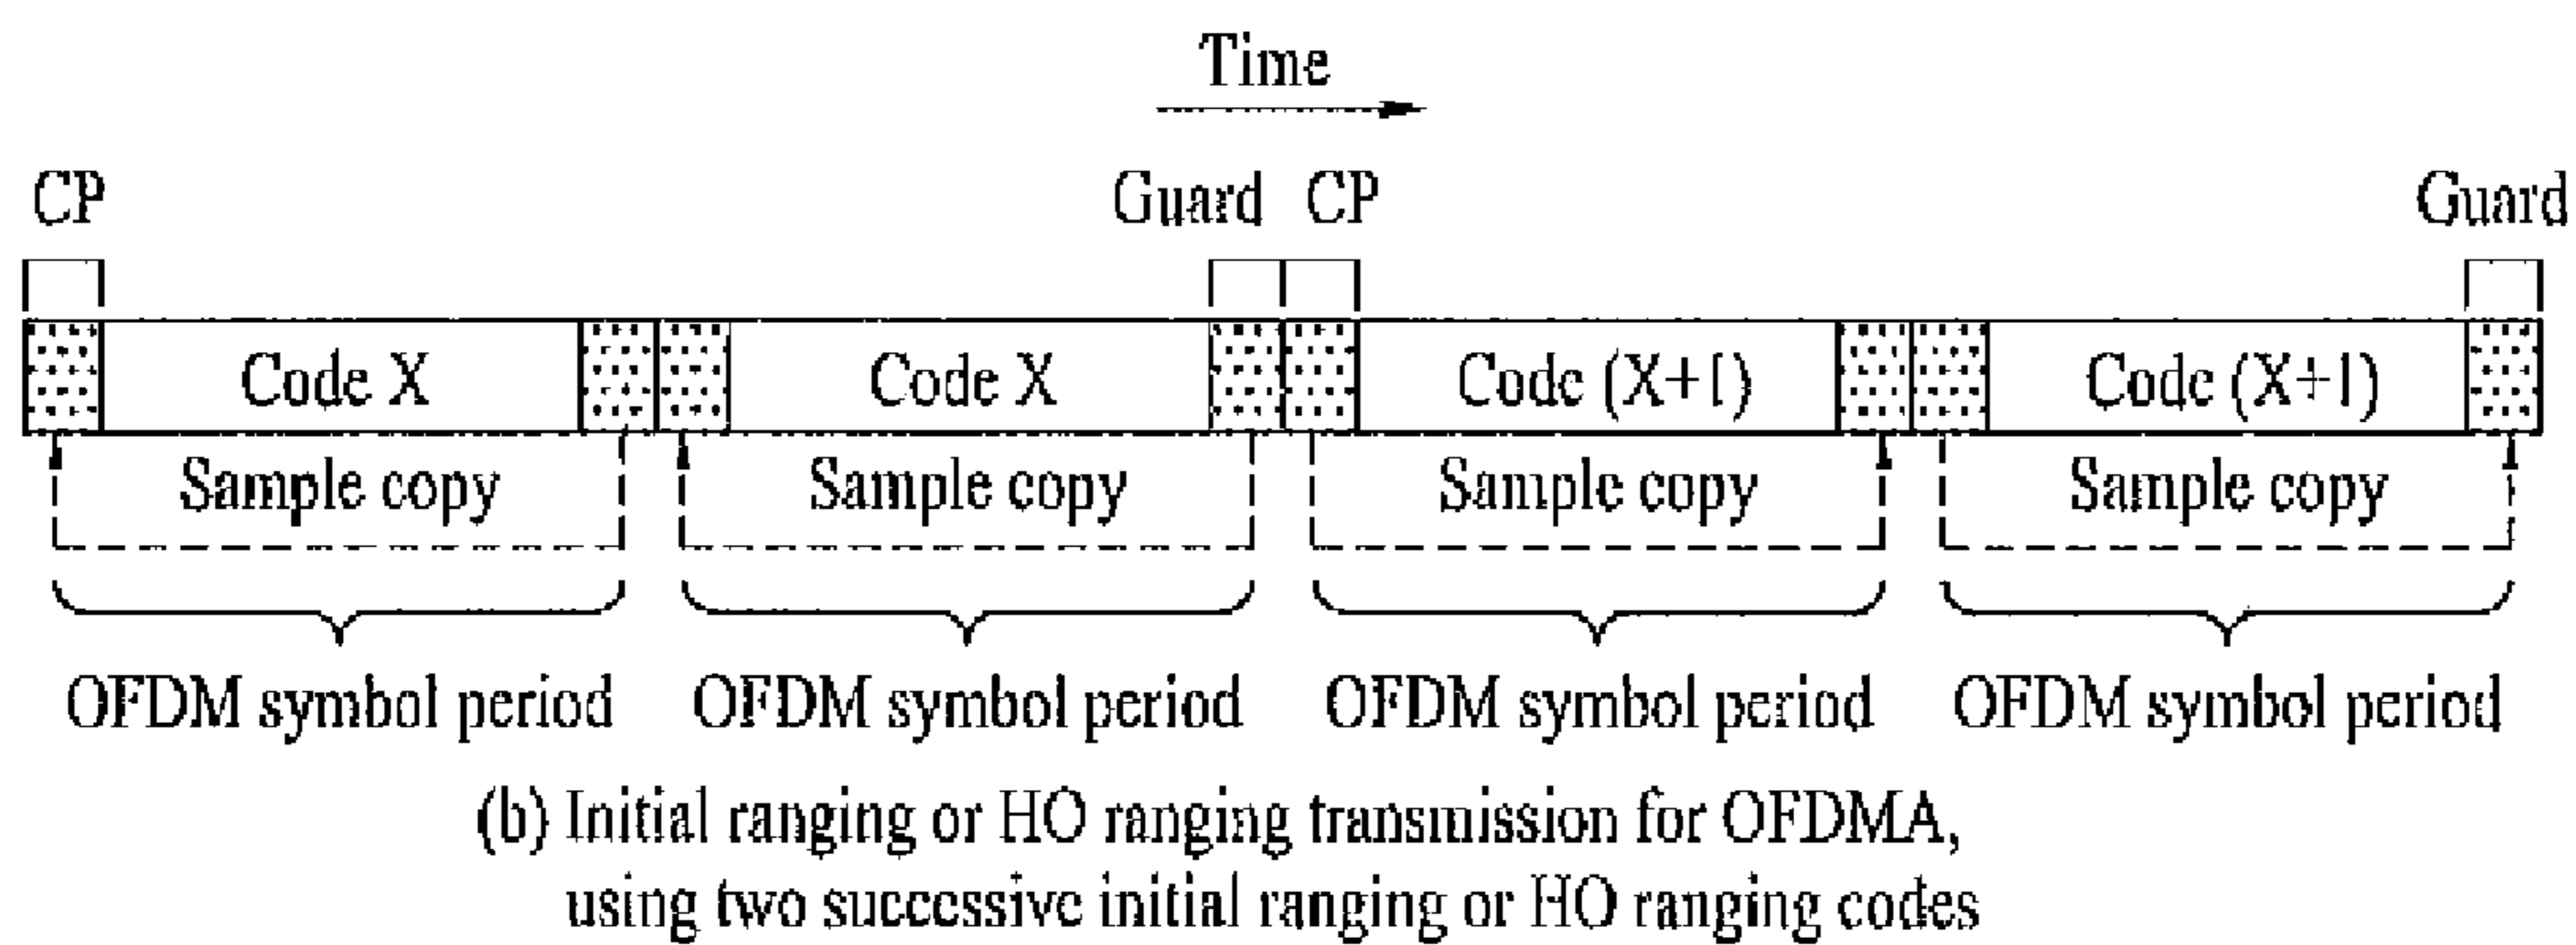 Time
CP Guard CP Guard
Code X Code X Code (X+1) Code (X+1)
Sample copy Sample copy Sample copy Sample copy
OFDM symbol period OFDM symbol period OFDM symbol period OFDM symbol period
(b) Initial ranging or HO ranging transmission for OFDMA,
using two successive initial ranging or HO ranging codes